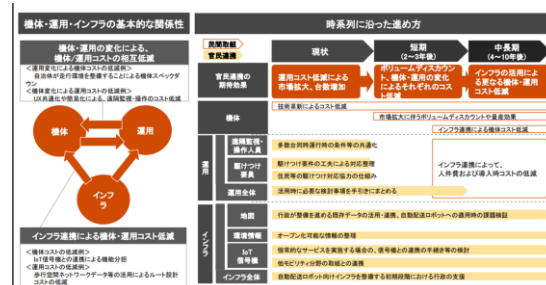 機体・運用・インフラの基本的な関係性
機体・運用の変化による、
機体/運用コストの相互低減
＜運用変化による機体コストの低減例＞
自治体が走行環境を整備することによる機体スペックダウン
＜機体変化による運用コストの低減例＞
UX共通化や簡易化による、遠隔監視・操作のコスト低減
機体
運用
インフラ
インフラ連携による機体・運用コスト低減
＜機体コストの低減例＞
IoT信号機との連携による機能分担
＜運用コストの低減例＞
歩行空間ネットワークデータ等の活用によるルート設計
コストの低減
時系列に沿った進め方
民間取組
官民連携
現状
短期
（2～3年後）
中長期
（4～10年後）
官民連携の
期待効果
運用コスト低減による
市場拡大、台数増加
ボリュームディスカウント、機体・運用の変化によるそれぞれのコスト低減
インフラの活用による更なる機体・運用コスト低減
機体
技術革新によるコスト低減
市場拡大に伴うボリュームディスカウントや量産効果
インフラ連携による機体コスト低減
運用
遠隔監視・
操作人員
多数台同時運行時の条件等の共通化
駆けつけ
要員
駆けつけ要件の工夫による対応整理
住民等の駆けつけ対応協力の仕組み
インフラ連携によって、
人件費および導入時コストの低減
運用全体
活用時に必要な検討事項を手引きにまとめる
インフラ
地図
行政が整備を進める既存データの活用・連携、自動配送ロボットへの適用時の課題検証
環境情報
オープン化可能な情報の整理
IoT
信号機
恒常的なサービスを実施する場合の、信号機との連携の手続き等の検討
他モビリティ分野の取組との連携
インフラ全体
自動配送ロボット向けインフラを整備する初期段階における行政の支援